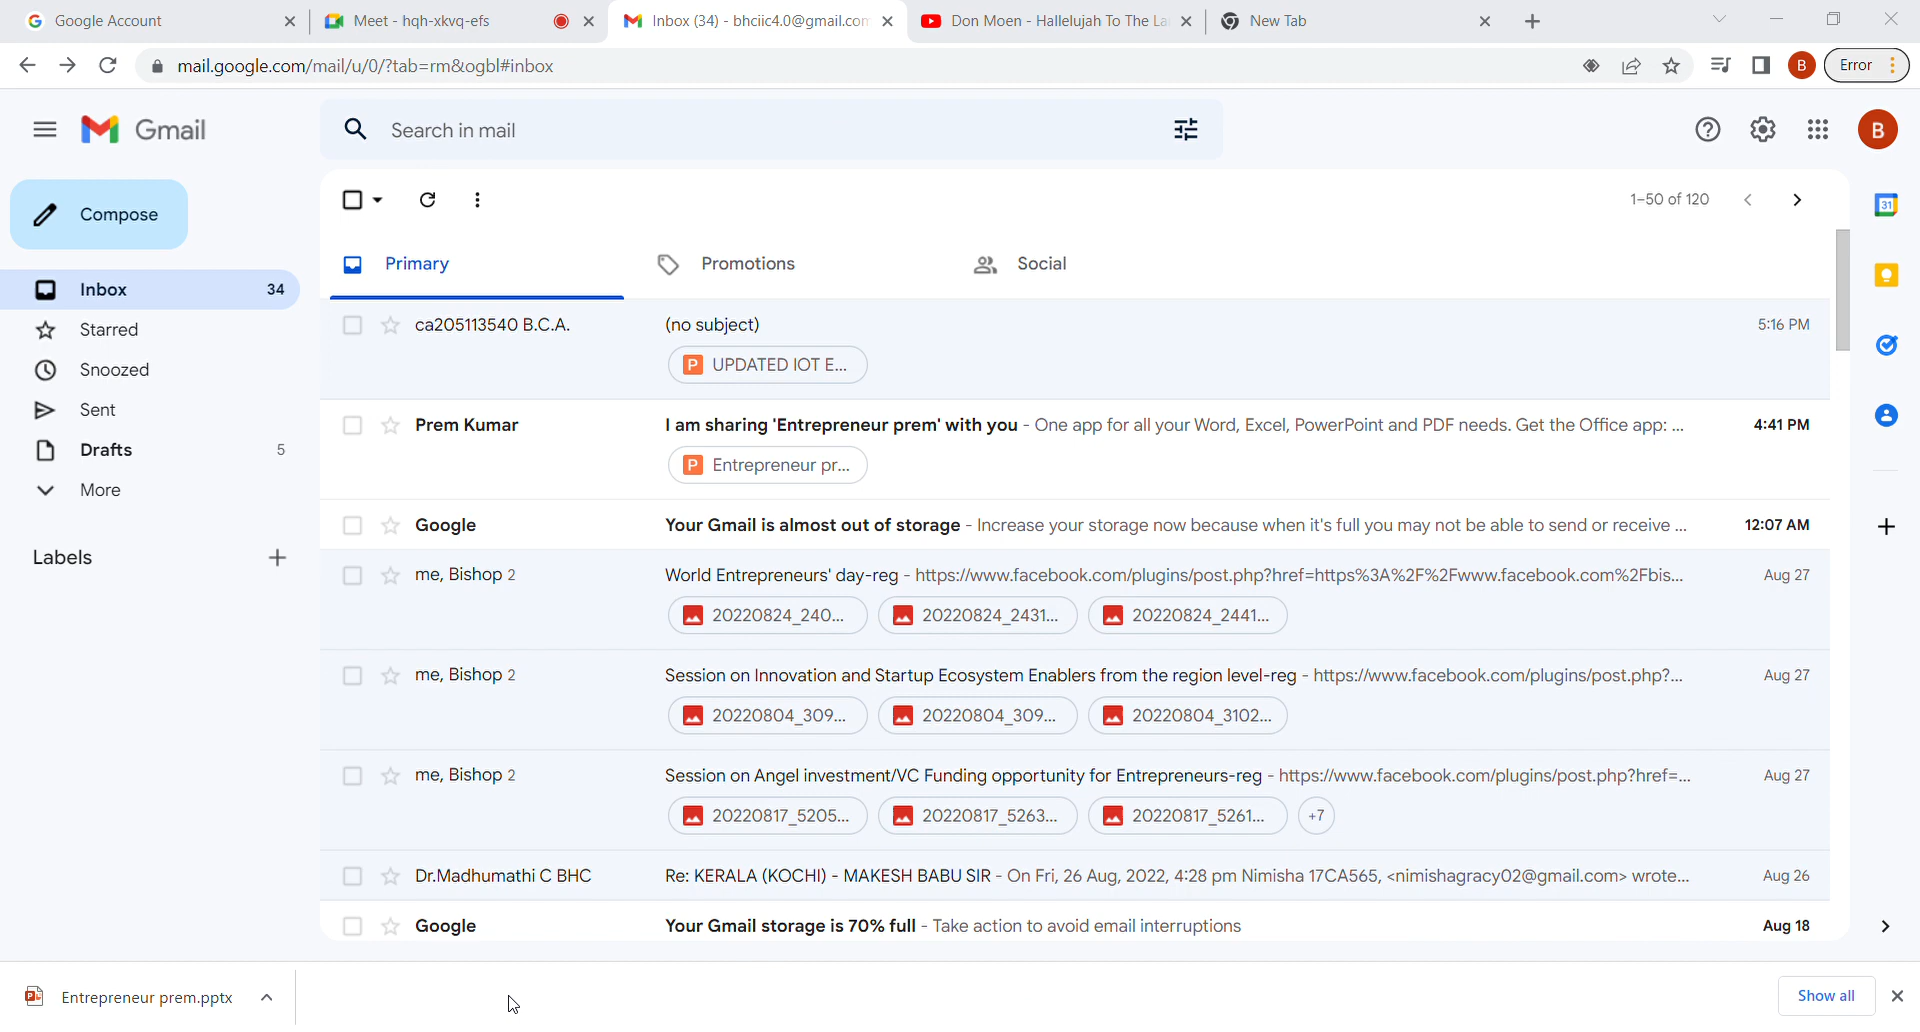 Google Account
Meet - hqh-xkvq-efs
Inbox (34) - bhciic4.0@gmail.com
Don Moen - Hallelujah To The La
New Tab
mail.google.com/mail/u/0/?tab=rm&ogbl#inbox
B
Error
Gmail
Search in mail
B
Compose
1–50 of 120
31
Primary
Promotions
Social
Inbox 34
Starred
Snoozed
Sent
Drafts 5
More
Labels
ca205113540 B.C.A. (no subject) 5:16 PM
P UPDATED IOT E...
Prem Kumar I am sharing 'Entrepreneur prem' with you - One app for all your Word, Excel, PowerPoint and PDF needs. Get the Office app: ... 4:41 PM
P Entrepreneur pr...
Google Your Gmail is almost out of storage - Increase your storage now because when it's full you may not be able to send or receive ... 12:07 AM
me, Bishop 2 World Entrepreneurs' day-reg - https://www.facebook.com/plugins/post.php?href=https%3A%2F%2Fwww.facebook.com%2Fbis... Aug 27
20220824_240... 20220824_2431... 20220824_2441...
me, Bishop 2 Session on Innovation and Startup Ecosystem Enablers from the region level-reg - https://www.facebook.com/plugins/post.php?... Aug 27
20220804_309... 20220804_309... 20220804_3102...
me, Bishop 2 Session on Angel investment/VC Funding opportunity for Entrepreneurs-reg - https://www.facebook.com/plugins/post.php?href=... Aug 27
20220817_5205... 20220817_5263... 20220817_5261... +7
Dr.Madhumathi C BHC Re: KERALA (KOCHI) - MAKESH BABU SIR - On Fri, 26 Aug, 2022, 4:28 pm Nimisha 17CA565, <nimishagracy02@gmail.com> wrote... Aug 26
Google Your Gmail storage is 70% full - Take action to avoid email interruptions Aug 18
Entrepreneur prem.pptx
Show all